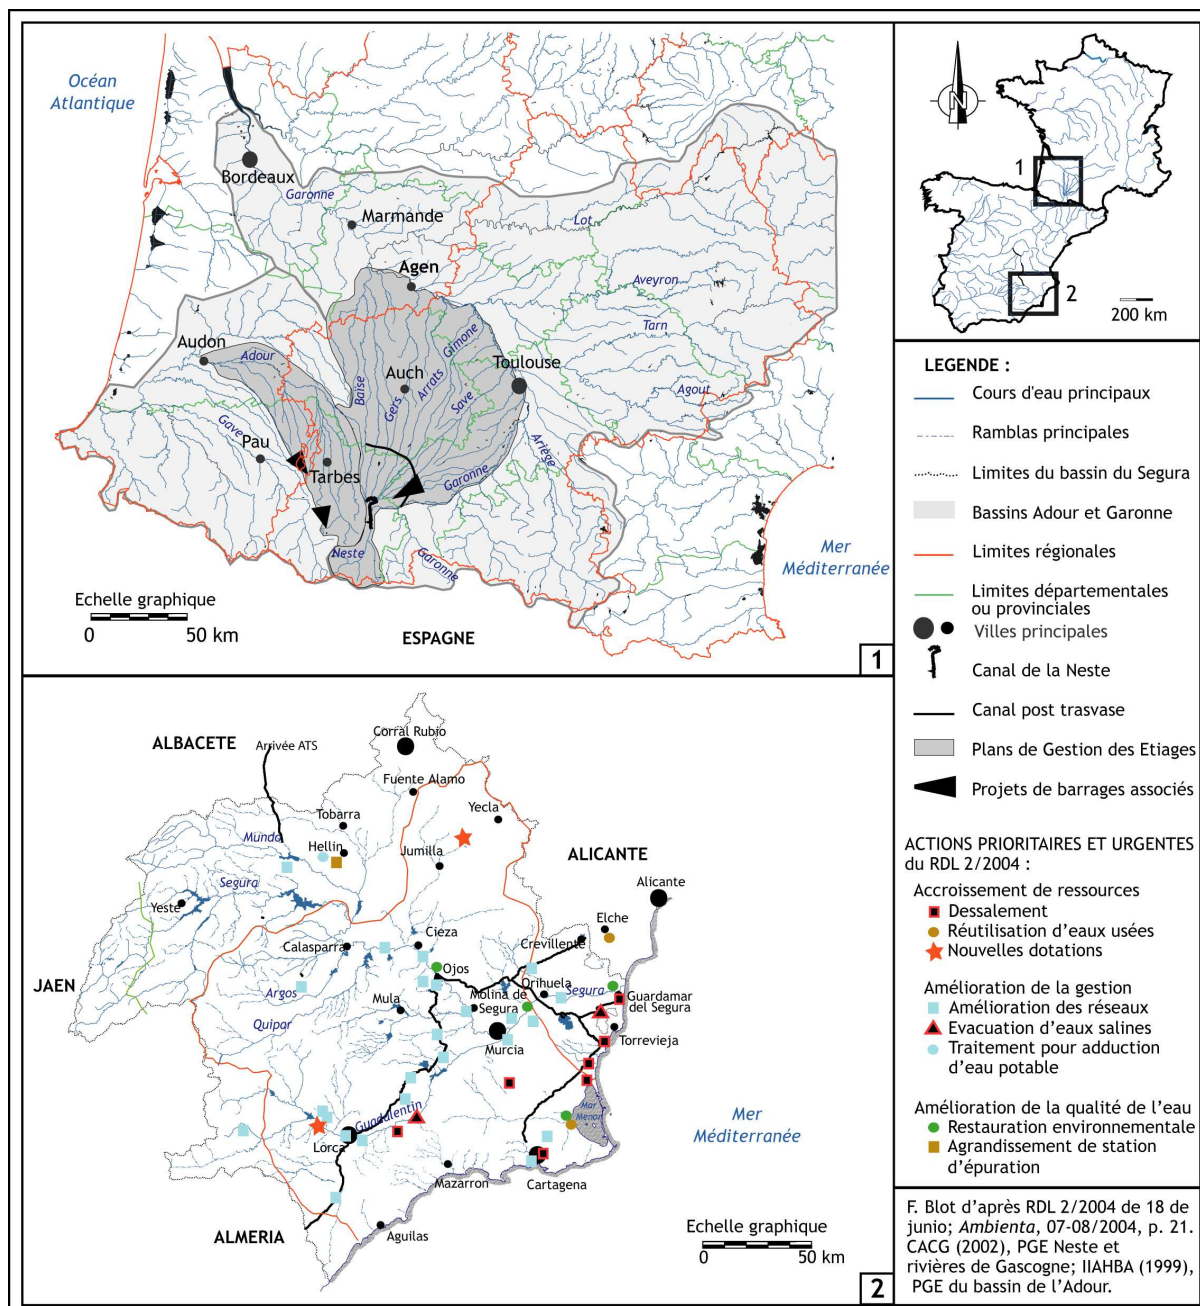 Océan
Atlantique
Bordeaux
Garonne
Marmande
Lot
Agen
Aveyron
Tarn
Audon
Adour
Gimone
Toulouse
Auch
Arrats
Baise
Gers
Save
Agout
Gave
Pau
Tarbes
Ariège
Garonne
Neste
Garonne
Mer
Méditerranée
Echelle graphique
0 50 km
ESPAGNE
1
N
1
2
200 km
LEGENDE :
Cours d'eau principaux
Ramblas principales
Limites du bassin du Segura
Bassins Adour et Garonne
Limites régionales
Limites départementales
ou provinciales
Villes principales
Canal de la Neste
Canal post trasvase
Plans de Gestion des Etiages
Projets de barrages associés
ACTIONS PRIORITAIRES ET URGENTES
du RDL 2/2004 :
Accroissement de ressources
Dessalement
Réutilisation d'eaux usées
Nouvelles dotations
Amélioration de la gestion
Amélioration des réseaux
Evacuation d'eaux salines
Traitement pour adduction
d'eau potable
Amélioration de la qualité de l'eau
Restauration environnementale
Agrandissement de station
d'épuration
F. Blot d'après RDL 2/2004 de 18 de
junio; Ambienta, 07-08/2004, p. 21.
CACG (2002), PGE Neste et
rivières de Gascogne; IIAHBA (1999),
PGE du bassin de l'Adour.
ALBACETE
Arrivée ATS
Corral Rubio
Fuente Alamo
Tobarra
Yecla
Mundo
Hellin
Jumilla
ALICANTE
Segura
Alicante
Yeste
Elche
Cieza
Crevillente
Calasparra
Ojos
JAEN
Argos
Orihuela
Segura
Mula
Molina de
Segura
Guardamar
del Segura
Quipar
Murcia
Torrevieja
Guadalentin
Mar
Menor
Lorca
Mer
Méditerranée
Mazarron
Cartagena
ALMERIA
Aguilas
Echelle graphique
0 50 km
2